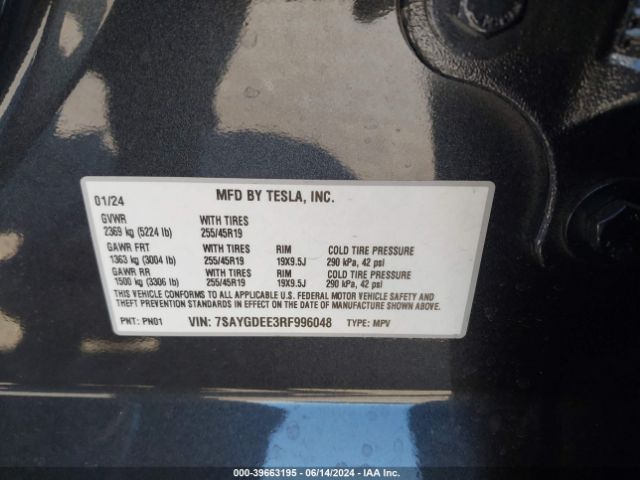 01/24 MFD BY TESLA, INC.
GVWR WITH TIRES
2369 kg (5224 lb) 255/45R19
GAWR FRT WITH TIRES RIM COLD TIRE PRESSURE
1363 kg (3004 lb) 255/45R19 19X9.5J 290 kPa, 42 psi
GAWR RR WITH TIRES RIM COLD TIRE PRESSURE
1500 kg (3306 lb) 255/45R19 19X9.5J 290 kPa, 42 psi
THIS VEHICLE CONFORMS TO ALL APPLICABLE U.S. FEDERAL MOTOR VEHICLE SAFETY AND
THEFT PREVENTION STANDARDS IN EFFECT ON THE DATE OF MANUFACTURE SHOWN ABOVE.
PNT: PN01 VIN: 7SAYGDEE3RF996048 TYPE: MPV
000-39663195 - 06/14/2024 - IAAI.COM